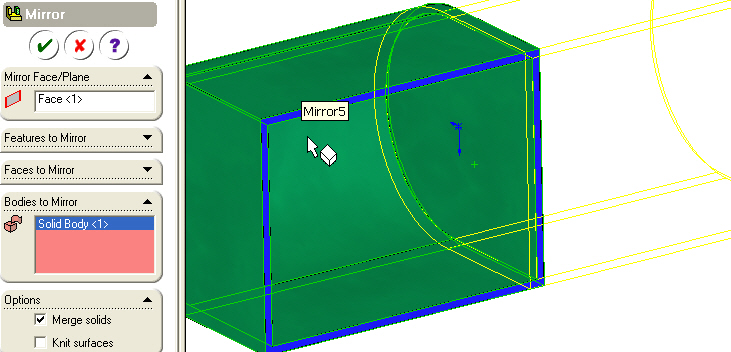 Mirror
?
Mirror Face/Plane
Face <1>
Features to Mirror
Faces to Mirror
Bodies to Mirror
Solid Body <1>
Options
Merge solids
Knit surfaces
Mirror5